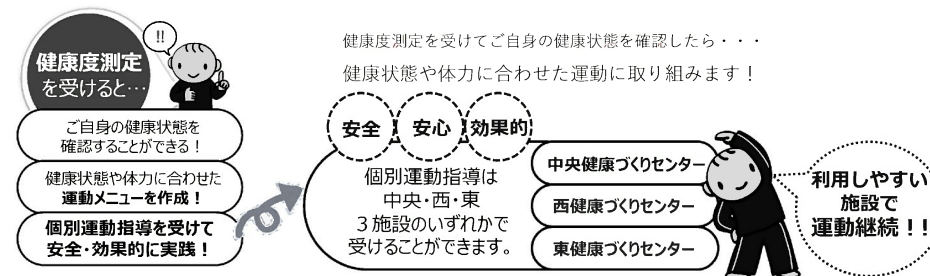 健康度測定
を受けると…
!!
ご自身の健康状態を
確認することができる！
健康状態や体力に合わせた
運動メニューを作成！
個別運動指導を受けて
安全・効果的に実践！
健康度測定を受けてご自身の健康状態を確認したら・・・
健康状態や体力に合わせた運動に取り組みます！
安全
安心
効果的
個別運動指導は
中央・西・東
３施設のいずれかで
受けることができます。
中央健康づくりセンター
西健康づくりセンター
東健康づくりセンター
利用しやすい
施設で
運動継続！！